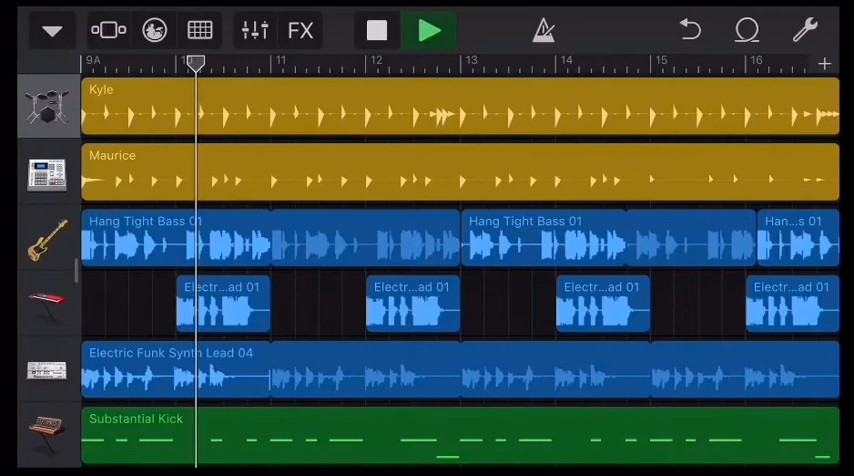 FX
9A 10 11 12 13 14 15 16
Kyle
Maurice
Hang Tight Bass 01 Hang Tight Bass 01 Han...s 01
Electr...ad 01 Electr...ad 01 Electr...ad 01 Electr...ad 01
Electric Funk Synth Lead 04
Substantial Kick